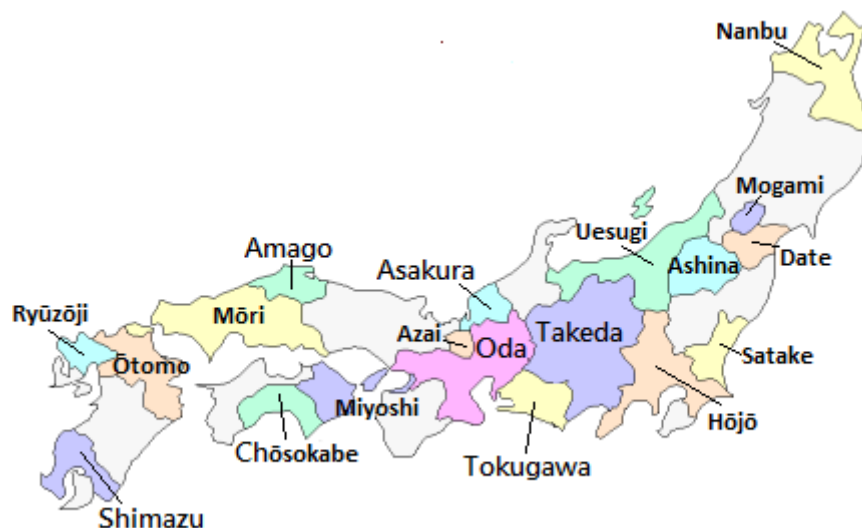 Nanbu
Mogami
Uesugi
Amago
Date
Ashina
Asakura
Ryūzōji
Mōri
Azai
Takeda
Oda
Ōtomo
Satake
Miyoshi
Hōjō
Chōsokabe
Tokugawa
Shimazu